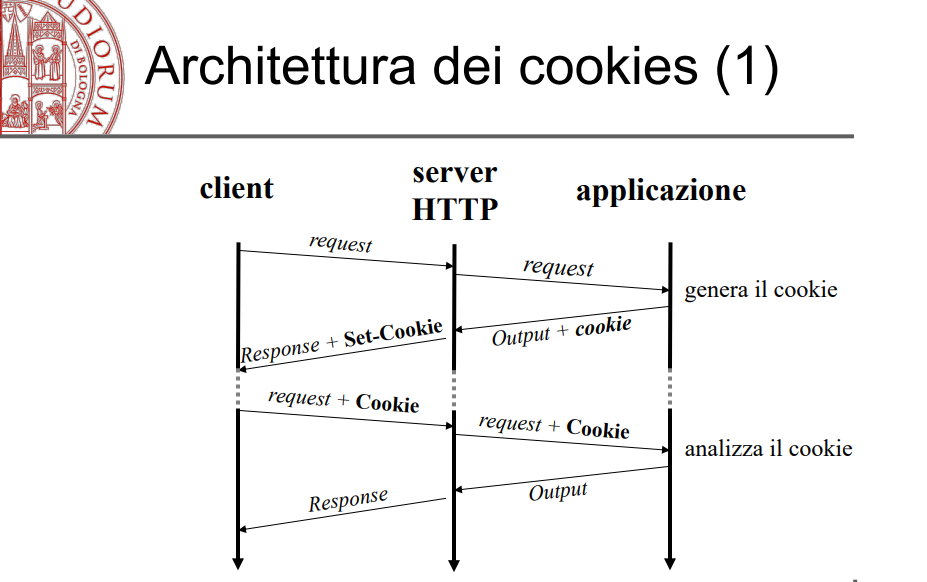 UDIORUM
DI BOLOGNA
Architettura dei cookies (1)
client
server
HTTP
applicazione
request
request
genera il cookie
Output + cookie
Response + Set-Cookie
request + Cookie
request + Cookie
analizza il cookie
Output
Response